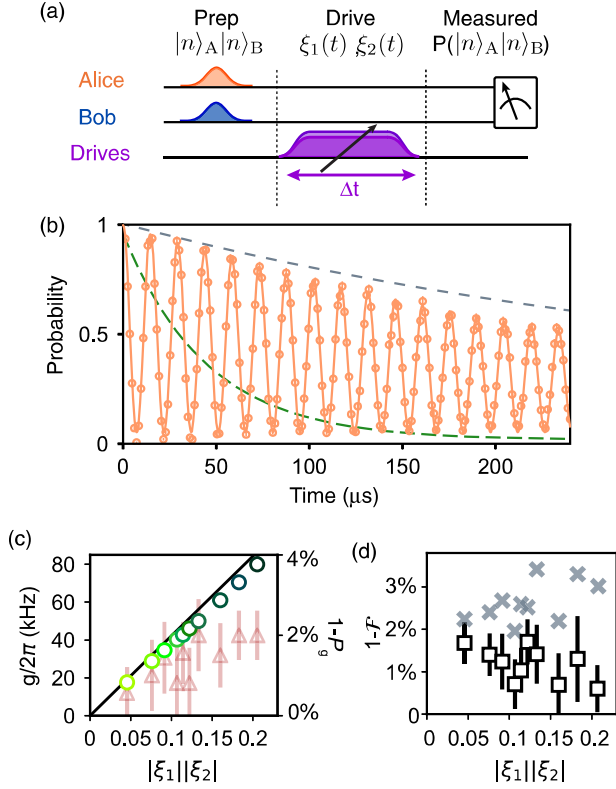 (a)
Prep
Drive
Measured
|n⟩A|n⟩B
ξ1(t) ξ2(t)
P(|n⟩A|n⟩B)
Alice
Bob
Drives
Δt
(b)
1
0.5
0
Probability
0
50
100
150
200
Time (μs)
(c)
80
60
40
20
0
g/2π (kHz)
4%
2%
0%
1-Pg
0
0.05
0.1
0.15
0.2
|ξ1||ξ2|
(d)
3%
2%
1%
0
1-ℱ
0
0.05
0.1
0.15
0.2
|ξ1||ξ2|